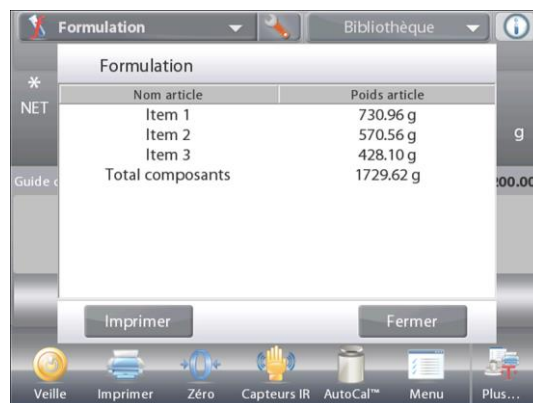 Formulation Bibliothèque
Formulation
*
NET
Nom article Poids article
Item 1 730.96 g
Item 2 570.56 g
g
Item 3 428.10 g
Total composants 1729.62 g
Guide
200.00
Imprimer Fermer
Veille Imprimer Zéro Capteurs IR AutoCal™ Menu Plus...